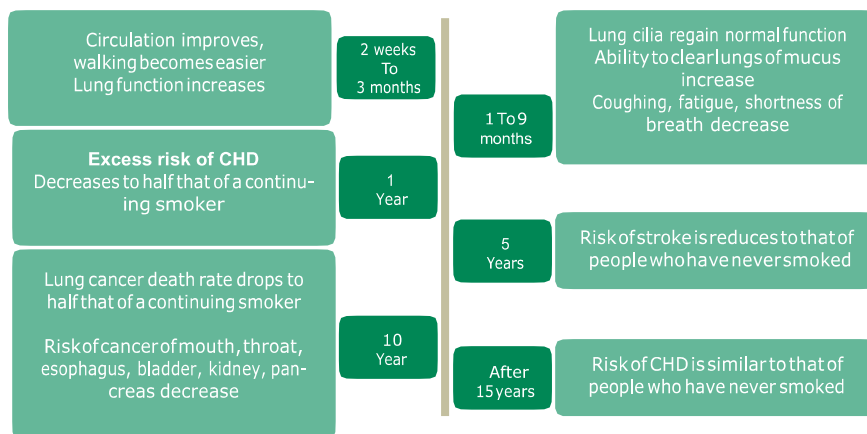 Circulation improves,
walking becomes easier
Lung function increases
2 weeks
To
3 months
Lung cilia regain normal function
Ability to clear lungs of mucus
increase
Coughing, fatigue, shortness of
breath decrease
1 To 9
months
Excess risk of CHD
Decreases to half that of a continu-
ing smoker
1
Year
5
Years
Risk of stroke is reduces to that of
people who have never smoked
Lung cancer death rate drops to
half that of a continuing smoker
Risk of cancer of mouth, throat,
esophagus, bladder, kidney, pan-
creas decrease
10
Year
After
15 years
Risk of CHD is similar to that of
people who have never smoked